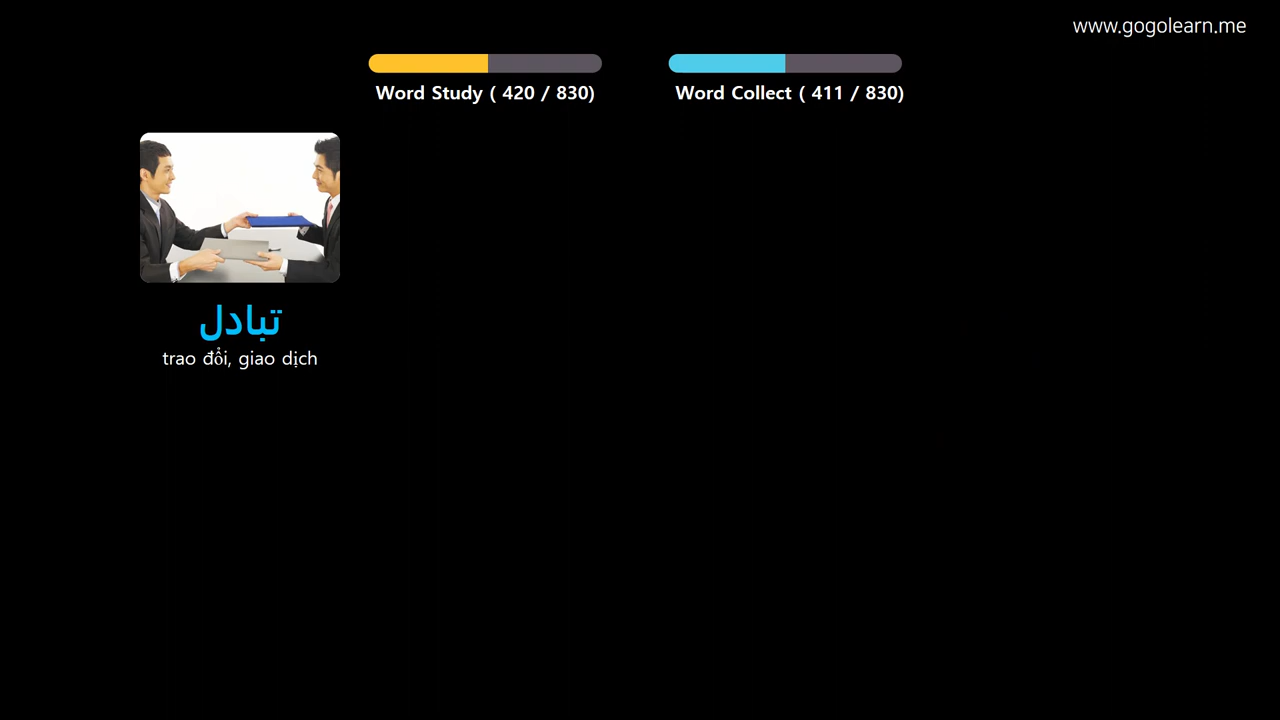 www.gogolearn.me
Word Study ( 420 / 830)
Word Collect ( 411 / 830)
تبادل
trao đổi, giao dịch